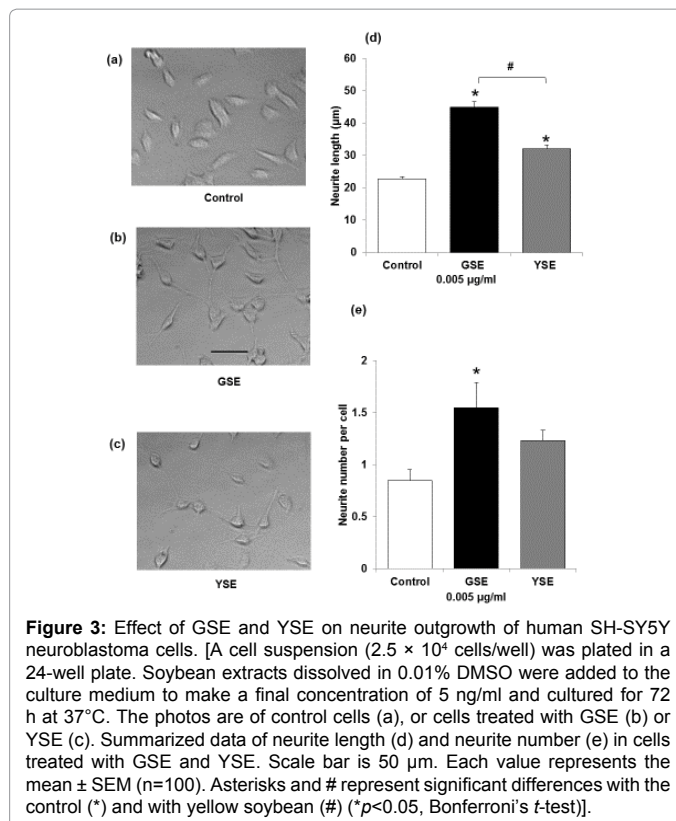 (a)
Control
(b)
GSE
(c)
YSE
(d)
Neurite length (µm)
60
50
40
30
20
10
0
*
#
*
Control GSE YSE
0.005 µg/ml
(e)
Neurite number per cell
2
1.5
1
0.5
0
*
Control GSE YSE
0.005 µg/ml
Figure 3: Effect of GSE and YSE on neurite outgrowth of human SH-SY5Y
neuroblastoma cells. [A cell suspension (2.5 × 10⁴ cells/well) was plated in a
24-well plate. Soybean extracts dissolved in 0.01% DMSO were added to the
culture medium to make a final concentration of 5 ng/ml and cultured for 72
h at 37°C. The photos are of control cells (a), or cells treated with GSE (b) or
YSE (c). Summarized data of neurite length (d) and neurite number (e) in cells
treated with GSE and YSE. Scale bar is 50 µm. Each value represents the
mean ± SEM (n=100). Asterisks and # represent significant differences with the
control (*) and with yellow soybean (#) (*p<0.05, Bonferroni's t-test)].